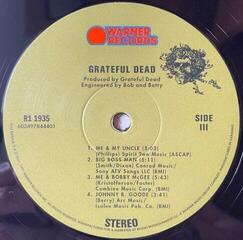 WARNER
RECORDS
GRATEFUL DEAD
Produced by Grateful Dead
Engineered by Bob and Betty
R1 1935
603497844401
SIDE
III
1. ME & MY UNCLE (3:03)
(Phillips) Spirit Two Music (ASCAP)
2. BIG BOSS MAN (5:11)
(Smith/Dixon) Conrad Music/
Sony ATV Songs LLC (BMI)
3. ME & BOBBY McGEE (5:43)
(Kristofferson/Foster)
Combine Music Corp. (BMI)
4. JOHNNY B. GOODE (3:41)
(Berry) Arc Music/
Isalee Music Pub. Co. (BMI)
STEREO